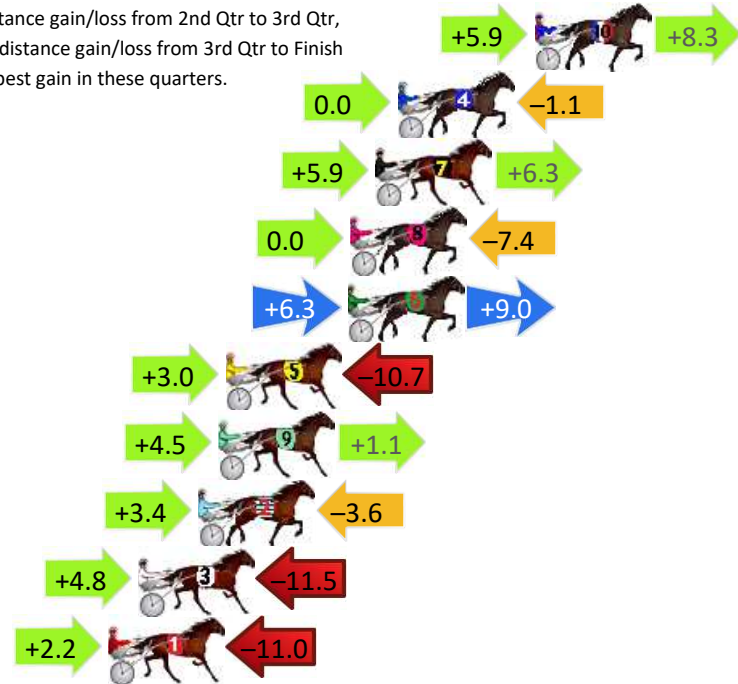 tance gain/loss from 2nd Qtr to 3rd Qtr,
distance gain/loss from 3rd Qtr to Finish
best gain in these quarters.
+5.9 10 +8.3
0.0 4 –1.1
+5.9 7 +6.3
0.0 8 –7.4
+6.3 +9.0
+3.0 5 –10.7
+4.5 9 +1.1
+3.4 2 –3.6
+4.8 3 –11.5
+2.2 1 –11.0